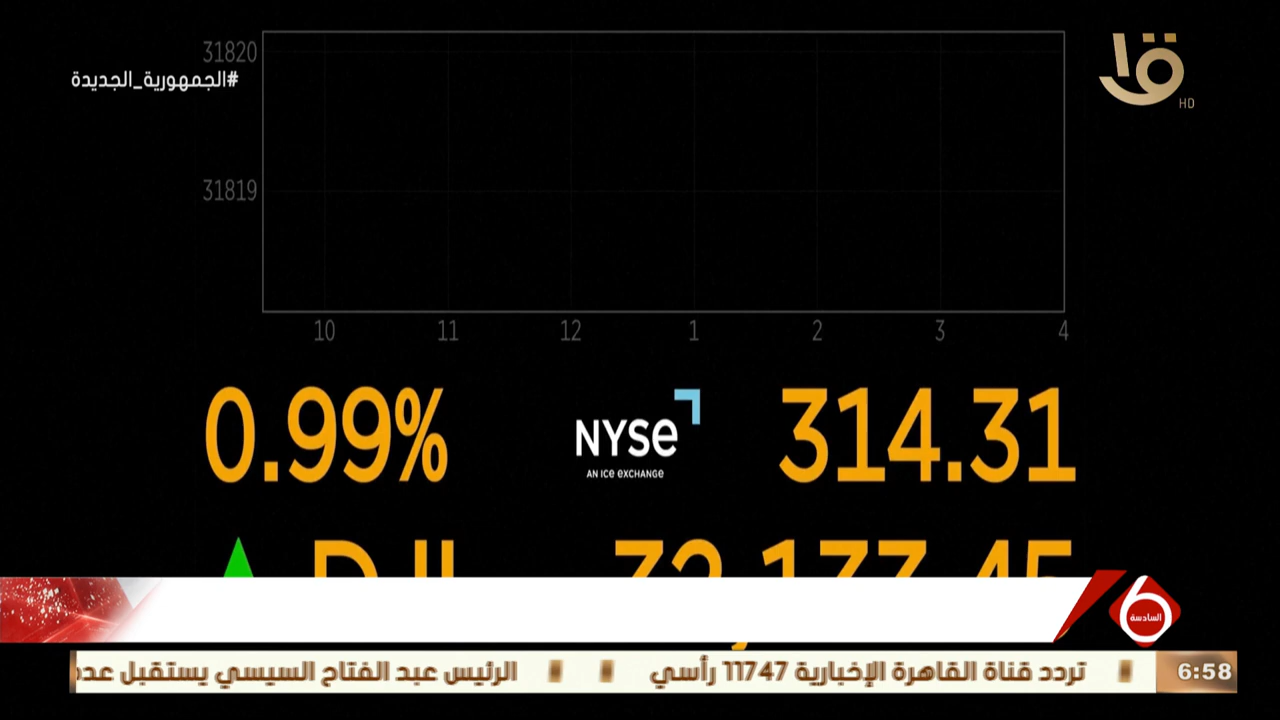 31820
#الجمهورية_الجديدة
HD
31819
10 11 12 1 2 3 4
0.99% NYSE 314.31
AN ICE EXCHANGE
السادسة
6:58 تردد قناة القاهرة الإخبارية 11747 رأسي الرئيس عبد الفتاح السيسي يستقبل